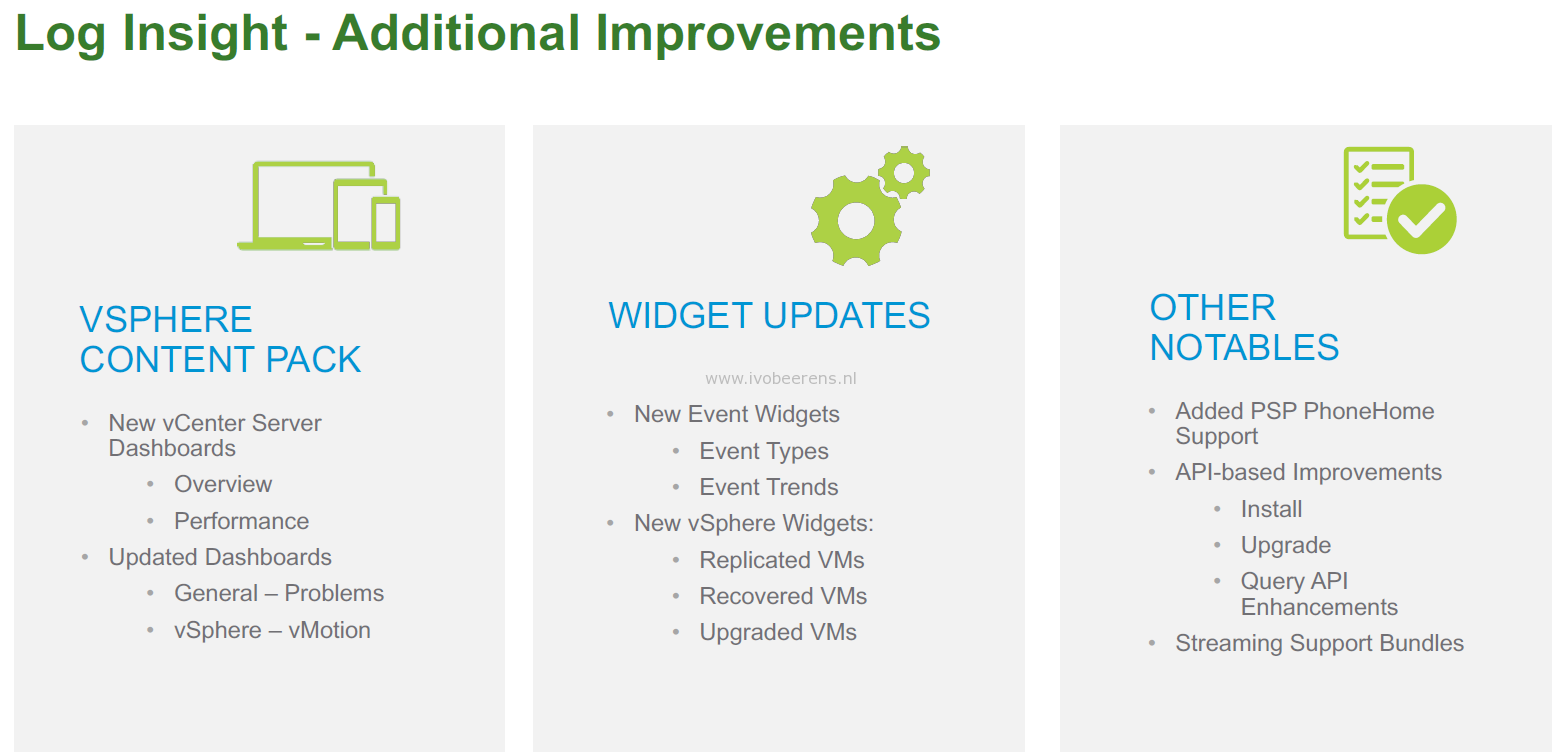 Log Insight - Additional Improvements
VSPHERE
CONTENT PACK
• New vCenter Server
Dashboards
• Overview
• Performance
• Updated Dashboards
• General – Problems
• vSphere – vMotion
WIDGET UPDATES
www.ivobeerens.nl
• New Event Widgets
• Event Types
• Event Trends
• New vSphere Widgets:
• Replicated VMs
• Recovered VMs
• Upgraded VMs
OTHER
NOTABLES
• Added PSP PhoneHome
Support
• API-based Improvements
• Install
• Upgrade
• Query API
Enhancements
• Streaming Support Bundles